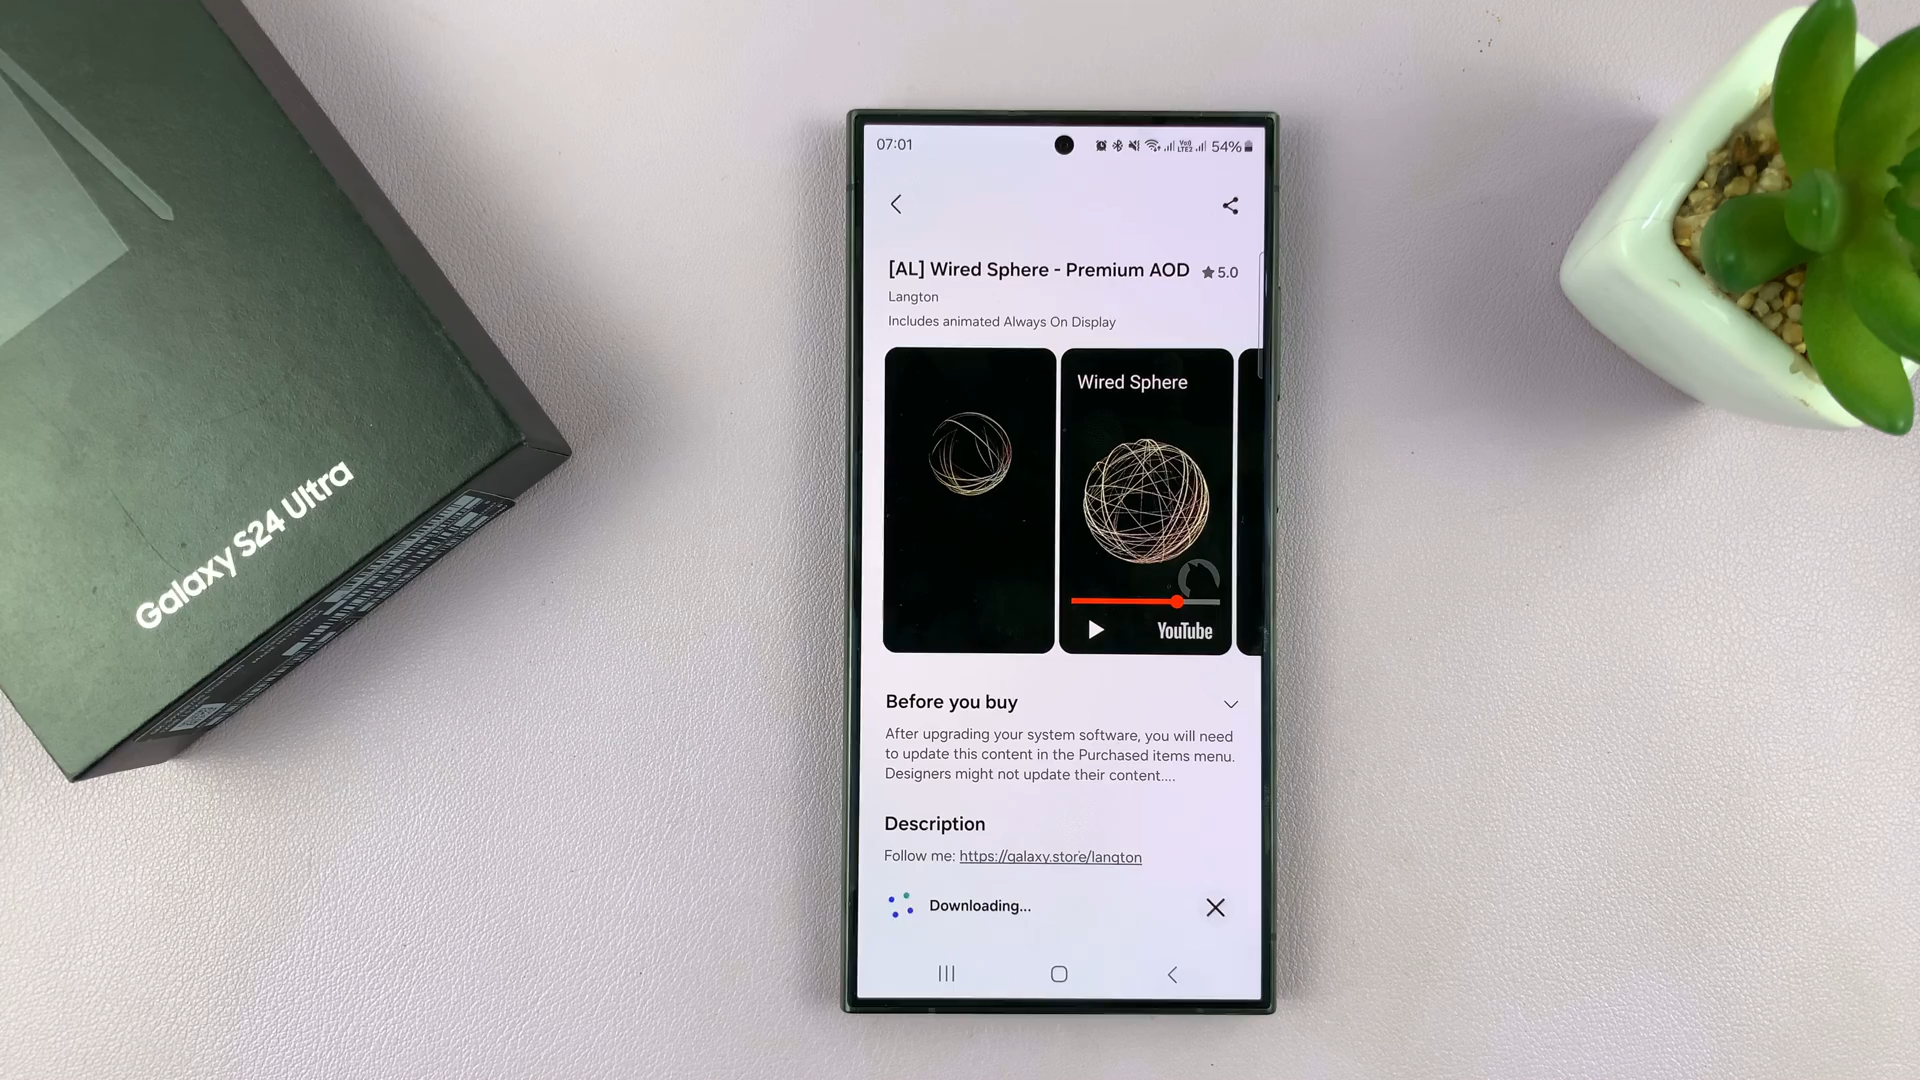 Galaxy S24 Ultra
07:01
54%
[AL] Wired Sphere - Premium AOD ★5.0
Langton
Includes animated Always On Display
Wired Sphere
YouTube
Before you buy
After upgrading your system software, you will need
to update this content in the Purchased items menu.
Designers might not update their content....
Description
Follow me: https://galaxy.store/langton
Downloading...